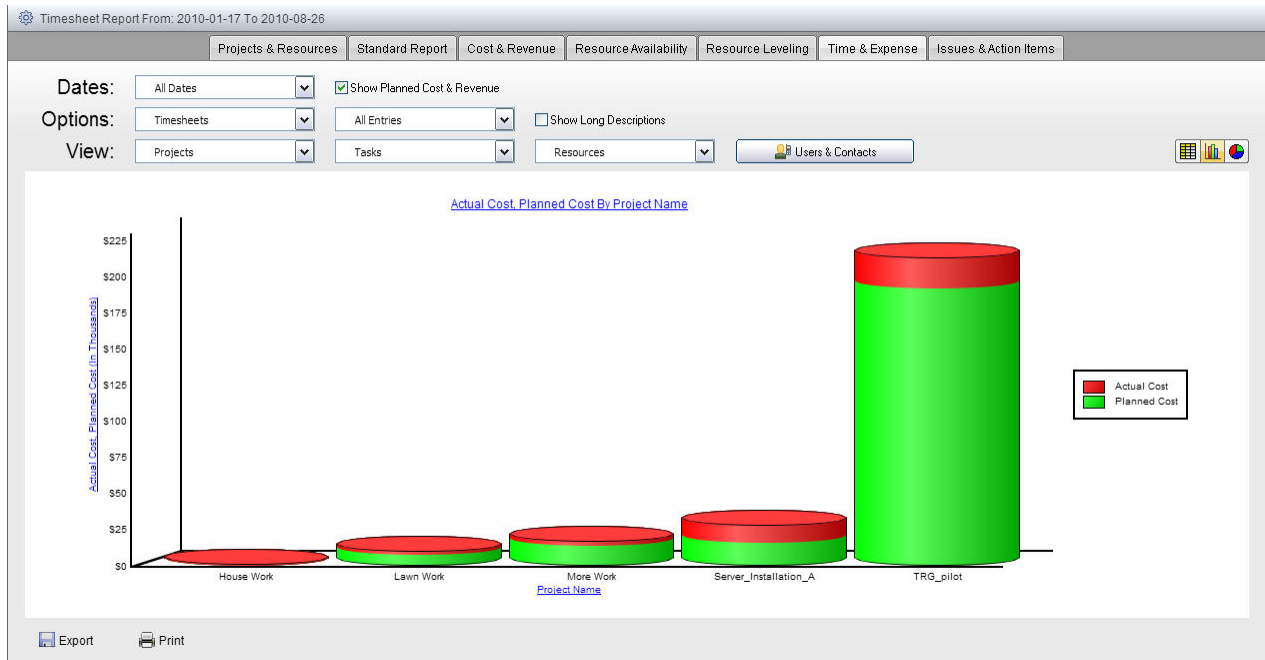 Timesheet Report From: 2010-01-17 To 2010-08-26
Projects & Resources Standard Report Cost & Revenue Resource Availability Resource Leveling Time & Expense Issues & Action Items
Dates: All Dates Show Planned Cost & Revenue
Options: Timesheets All Entries Show Long Descriptions
View: Projects Tasks Resources Users & Contacts
Actual Cost, Planned Cost By Project Name
Actual Cost, Planned Cost (In Thousands)
$225
$200
$175
$150
$125
$100
$75
$50
$25
$0
Actual Cost
Planned Cost
House Work Lawn Work More Work Server_Installation_A TRG_pilot
Project Name
Export Print